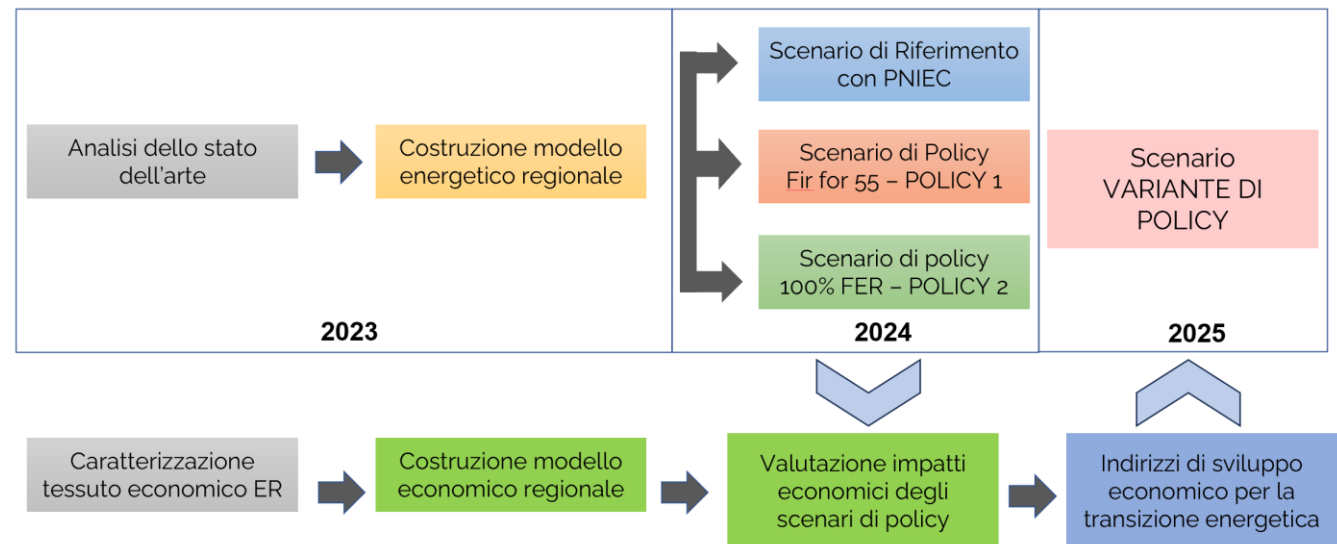 Analisi dello stato
dell'arte
Costruzione modello
energetico regionale
Scenario di Riferimento
con PNIEC
Scenario di Policy
Fir for 55 – POLICY 1
Scenario di policy
100% FER – POLICY 2
Scenario
VARIANTE DI
POLICY
2023
2024
2025
Caratterizzazione
tessuto economico ER
Costruzione modello
economico regionale
Valutazione impatti
economici degli
scenari di policy
Indirizzi di sviluppo
economico per la
transizione energetica